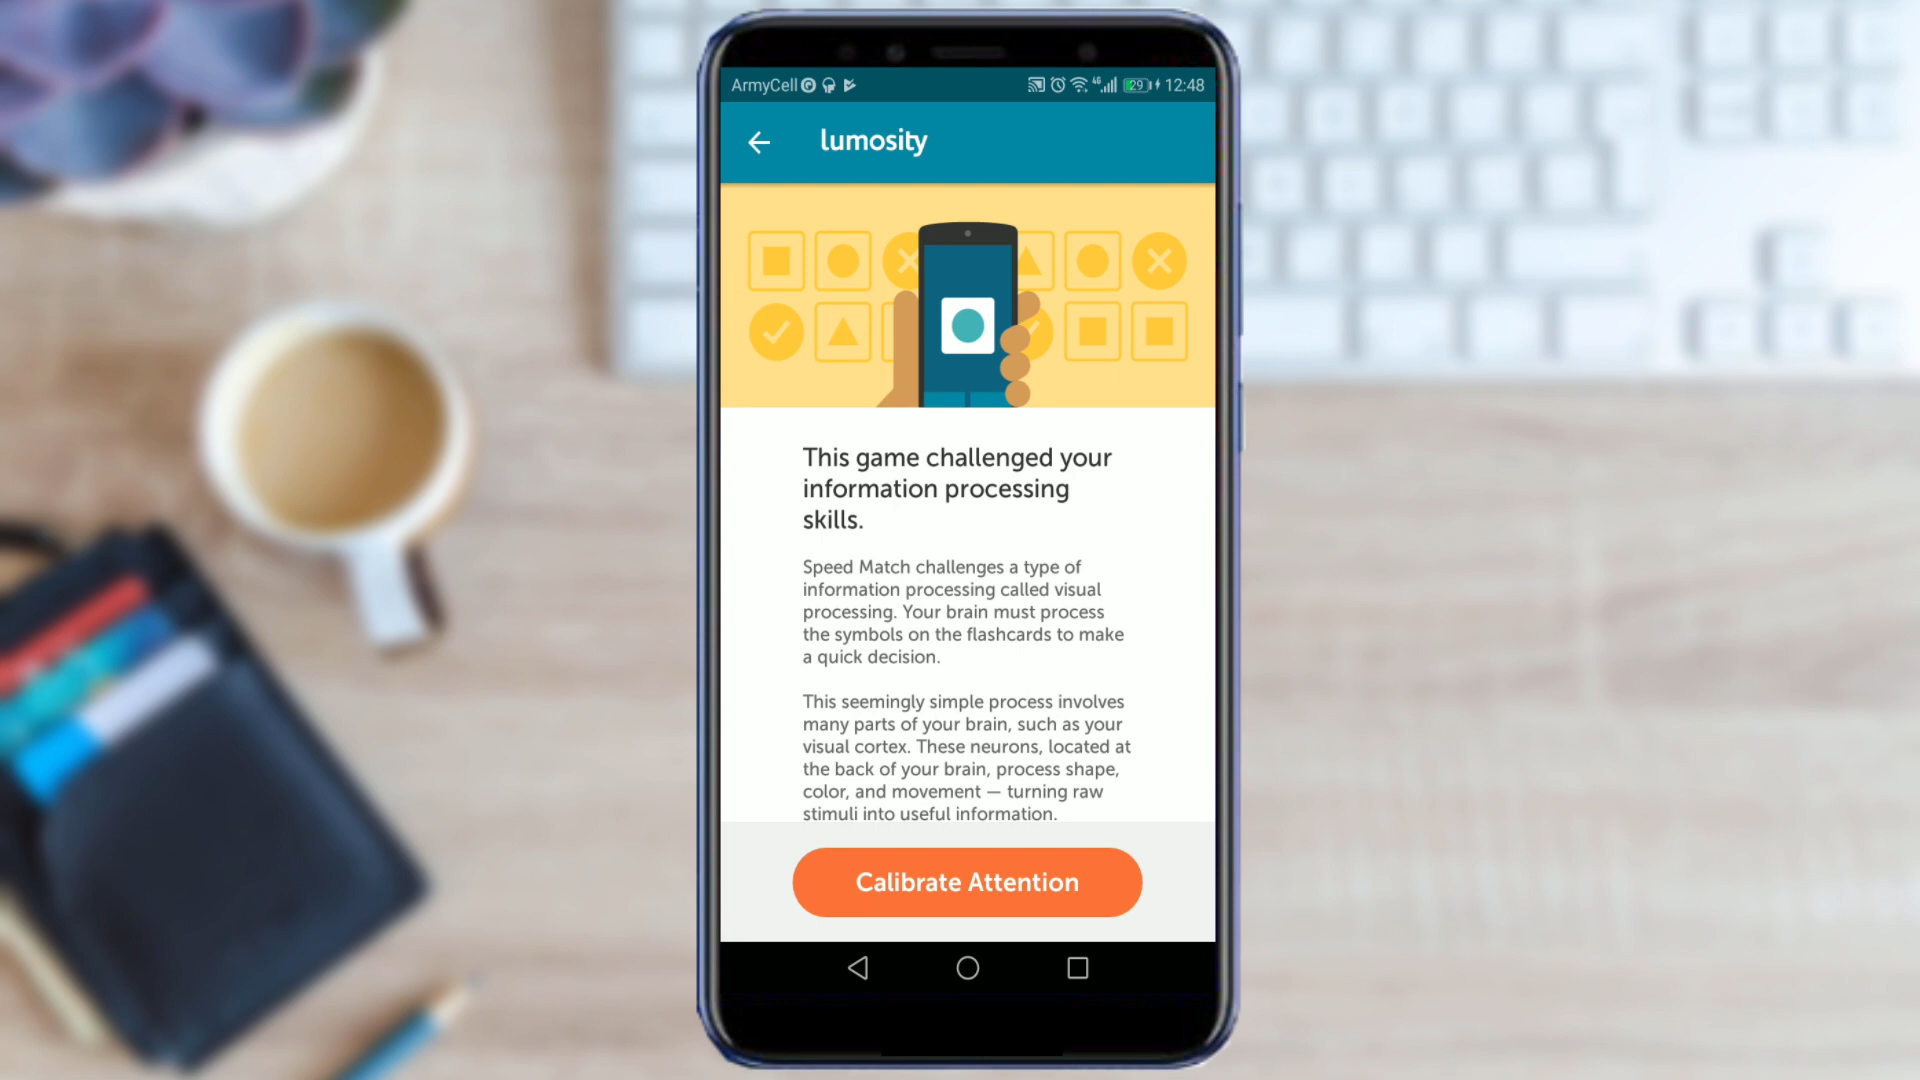 ArmyCell 4G 29 12:48
lumosity
This game challenged your
information processing
skills.
Speed Match challenges a type of
information processing called visual
processing. Your brain must process
the symbols on the flashcards to make
a quick decision.
This seemingly simple process involves
many parts of your brain, such as your
visual cortex. These neurons, located at
the back of your brain, process shape,
color, and movement — turning raw
stimuli into useful information.
Calibrate Attention